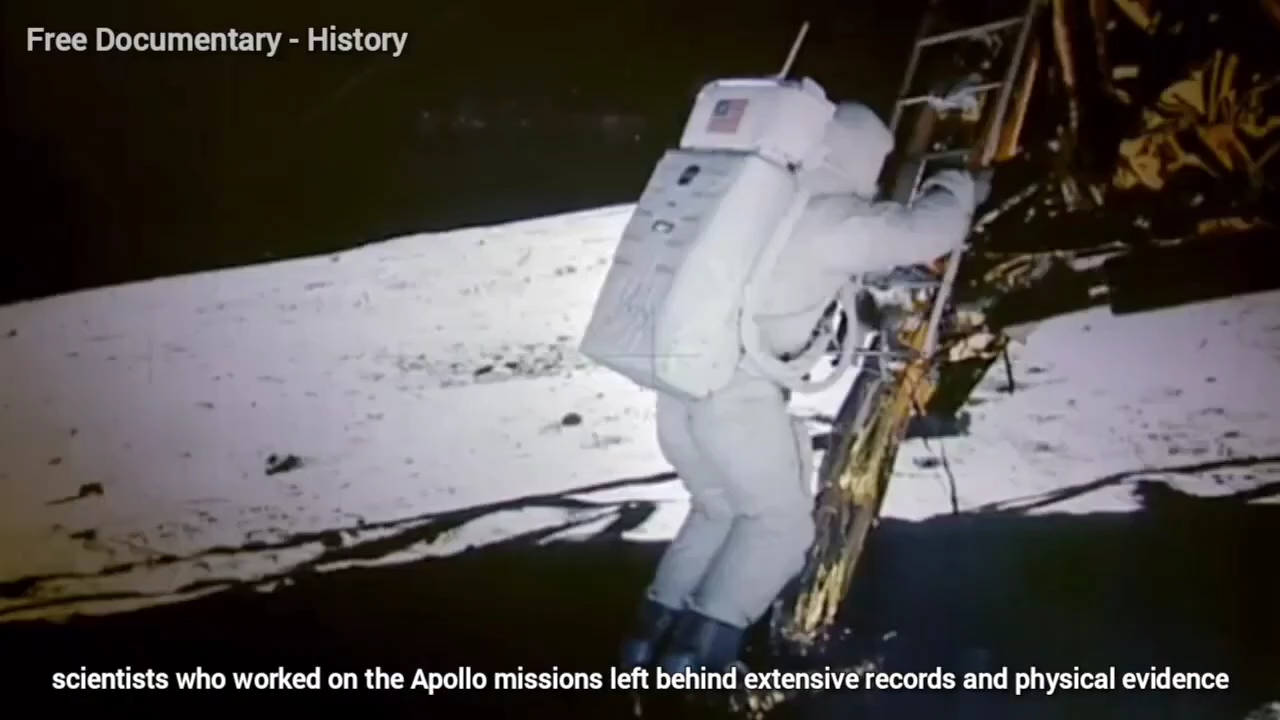 Free Documentary - History
scientists who worked on the Apollo missions left behind extensive records and physical evidence